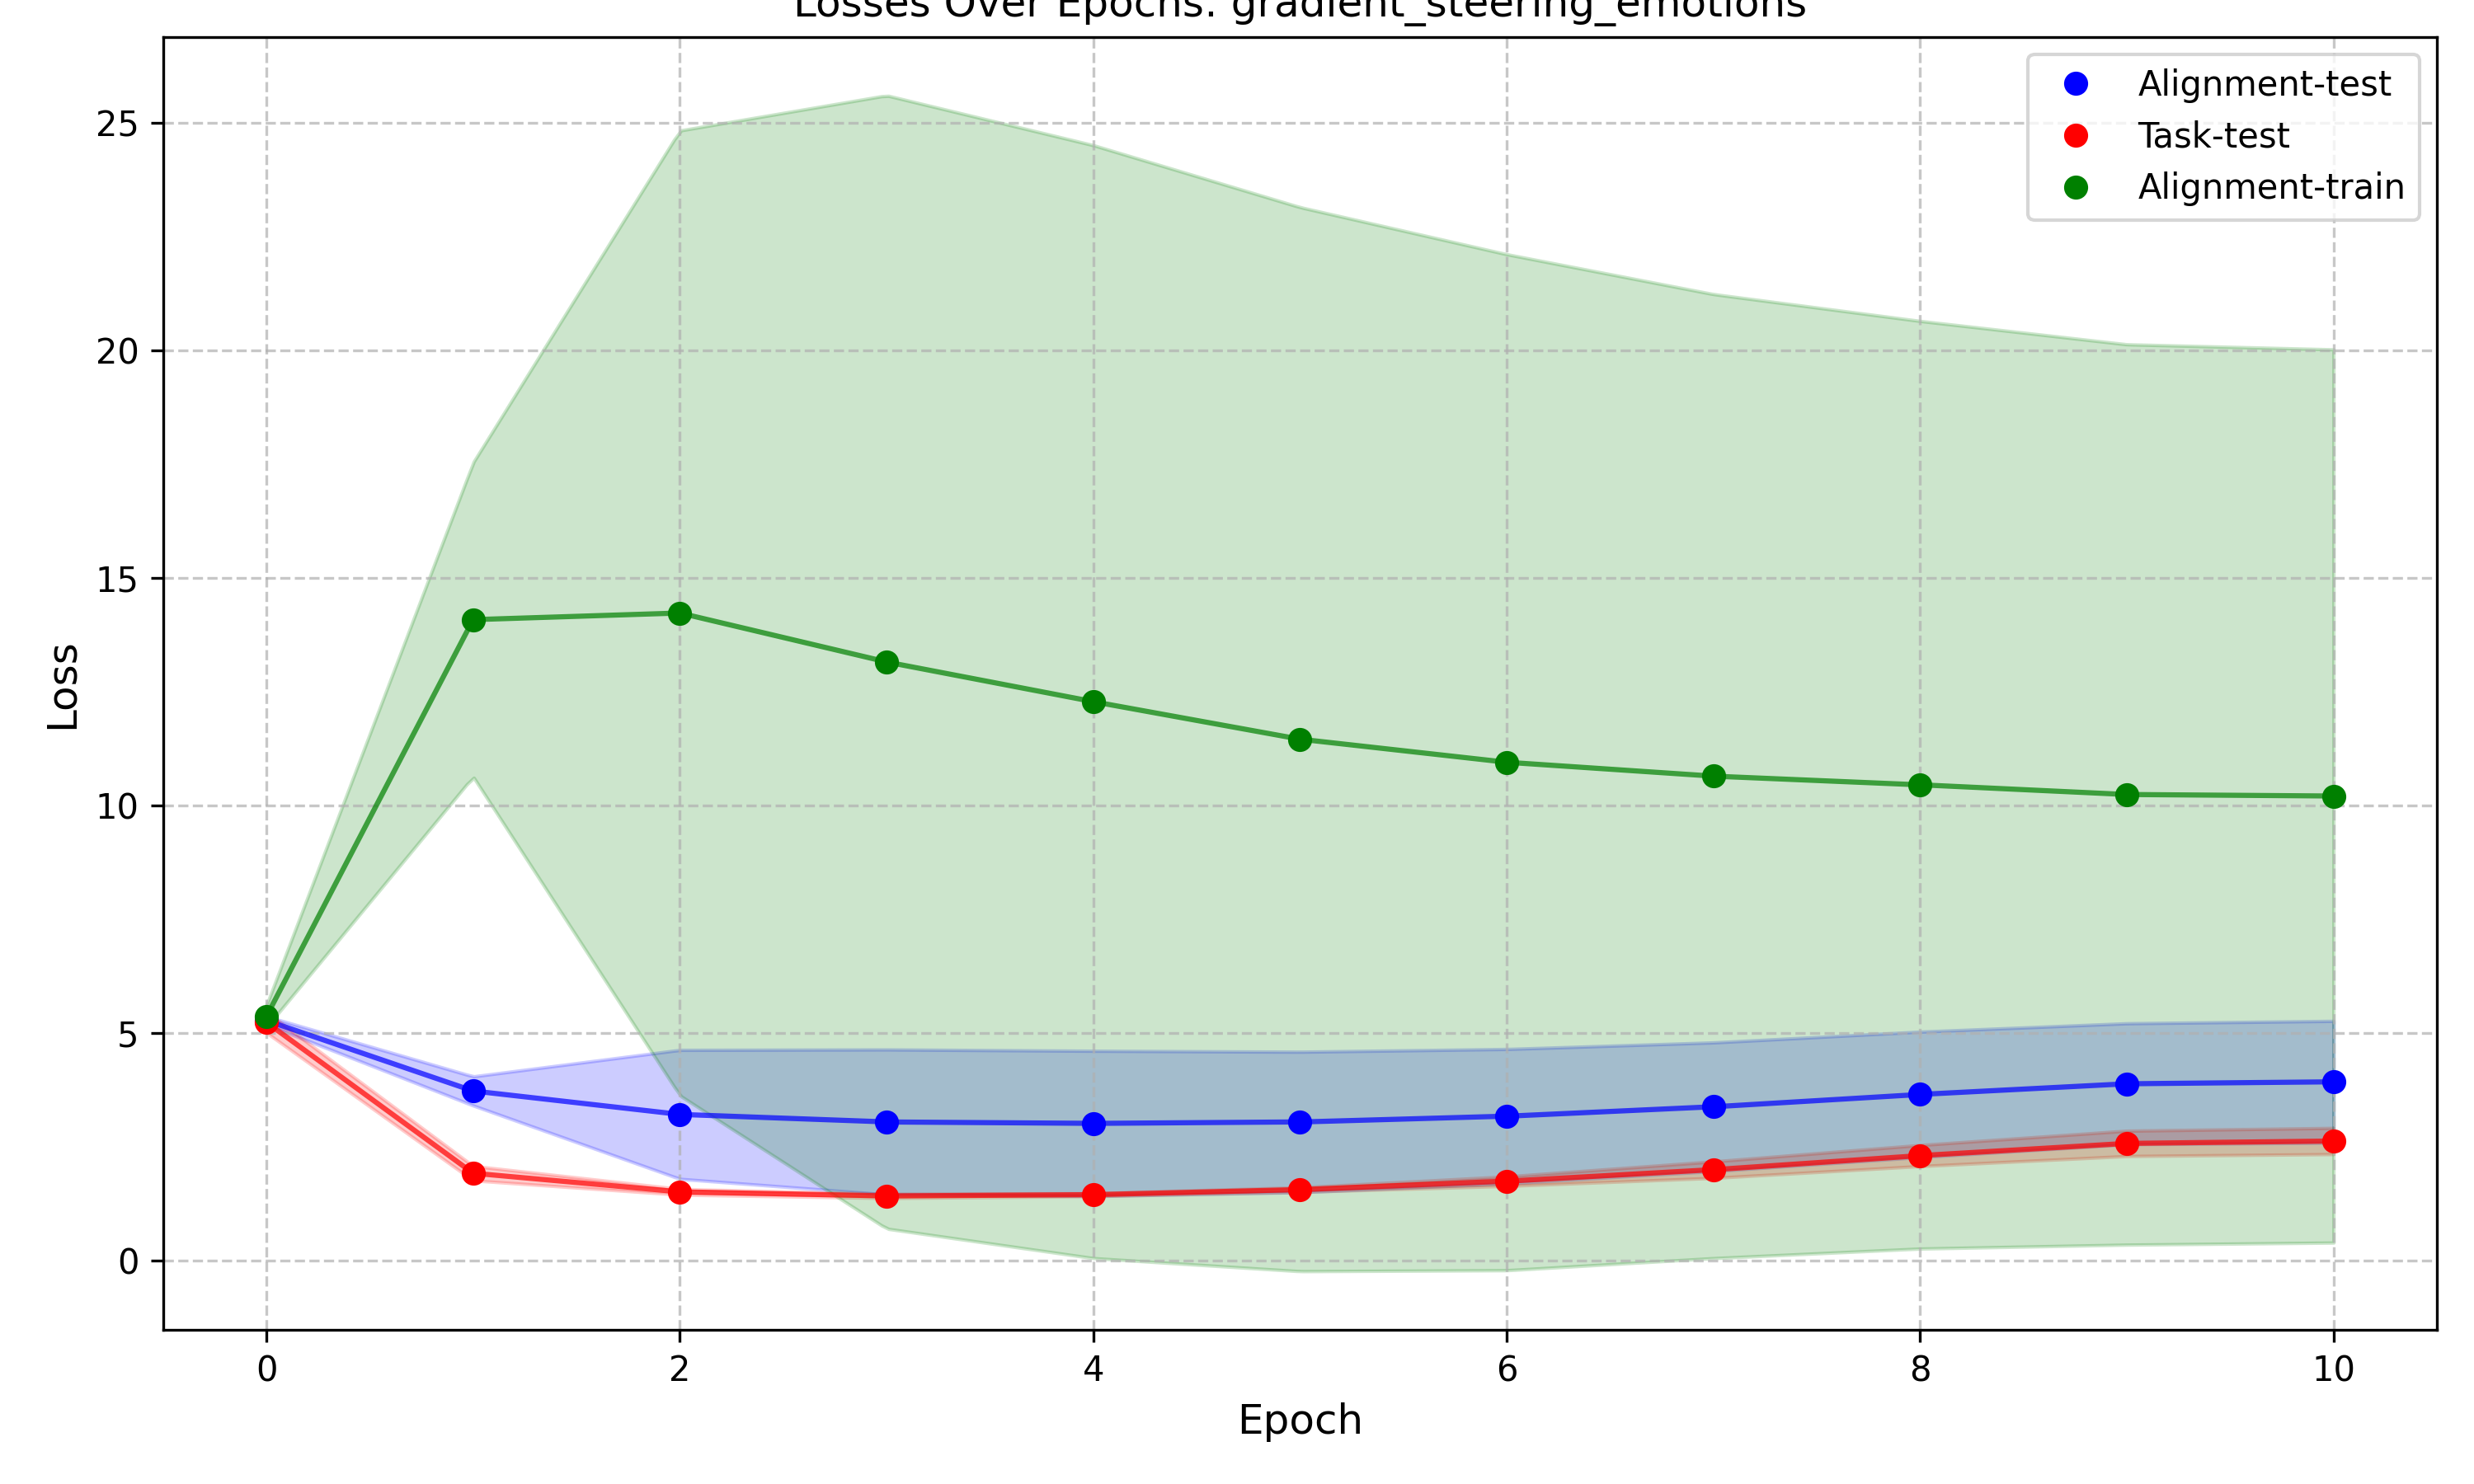 Losses Over Epochs: gradient_steering_emotions
Alignment-test
Task-test
Alignment-train
25
20
15
10
5
0
Loss
0 2 4 6 8 10
Epoch